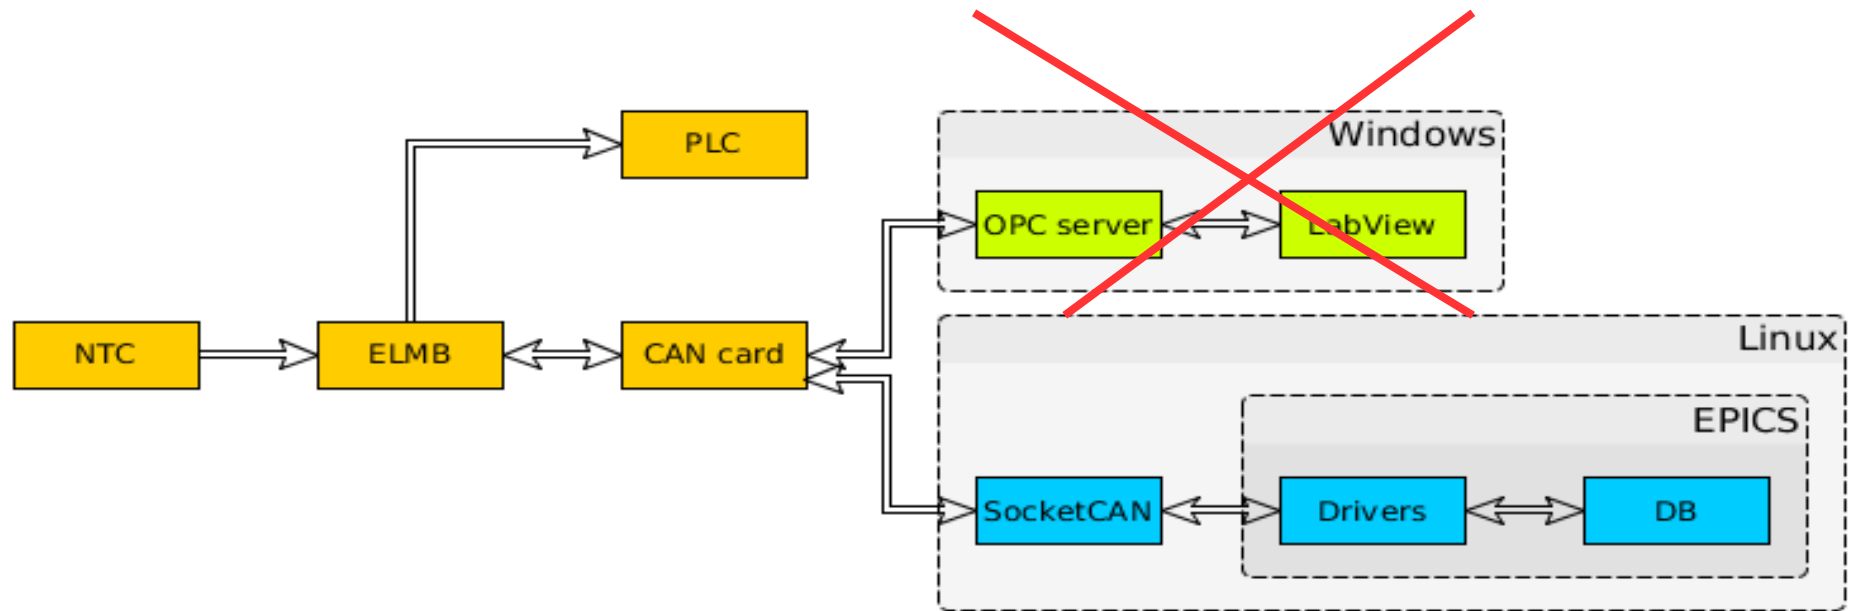 PLC
Windows
OPC server
LabView
NTC
ELMB
CAN card
Linux
EPICS
SocketCAN
Drivers
DB